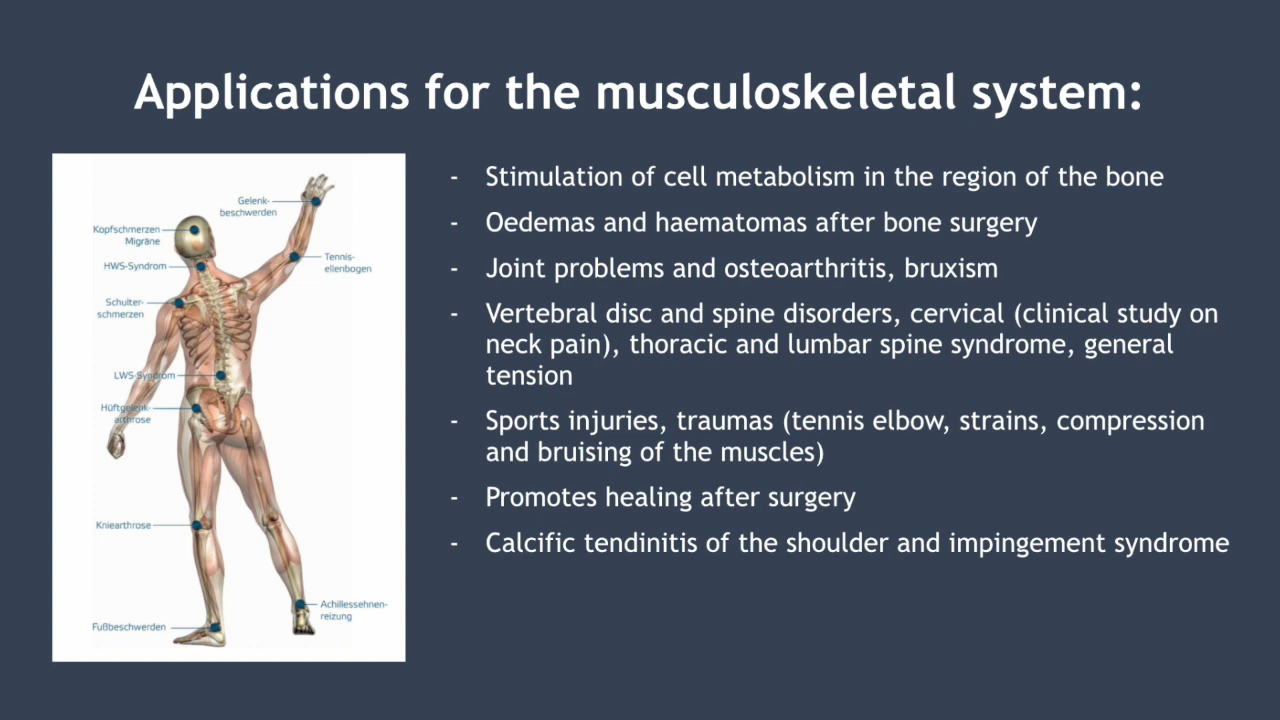 Applications for the musculoskeletal system:
Gelenk-
beschwerden
Kopfschmerzen
Migräne
HWS-Syndrom
Tennis-
ellenbogen
Schulter-
schmerzen
LWS-Syndrom
Hüftgelenk-
arthrose
Kniearthrose
Achillessehnen-
reizung
Fußbeschwerden
- Stimulation of cell metabolism in the region of the bone
- Oedemas and haematomas after bone surgery
- Joint problems and osteoarthritis, bruxism
- Vertebral disc and spine disorders, cervical (clinical study on
neck pain), thoracic and lumbar spine syndrome, general
tension
- Sports injuries, traumas (tennis elbow, strains, compression
and bruising of the muscles)
- Promotes healing after surgery
- Calcific tendinitis of the shoulder and impingement syndrome